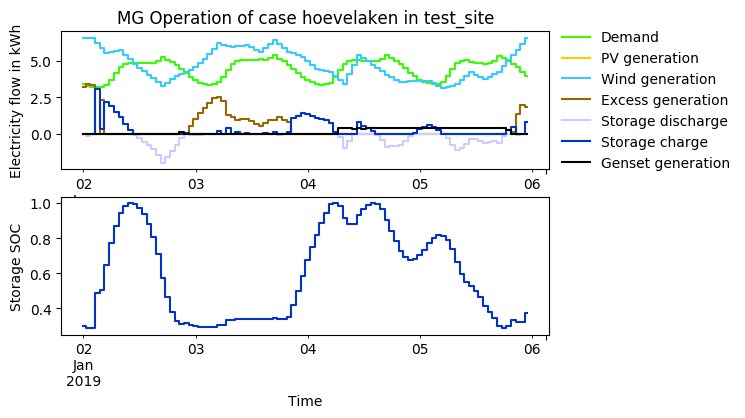 MG Operation of case hoevelaken in test_site
Electricity flow in kWh
5.0
2.5
0.0
02
03
04
05
06
Demand
PV generation
Wind generation
Excess generation
Storage discharge
Storage charge
Genset generation
Storage SOC
1.0
0.8
0.6
0.4
02
03
04
05
06
Jan
2019
Time